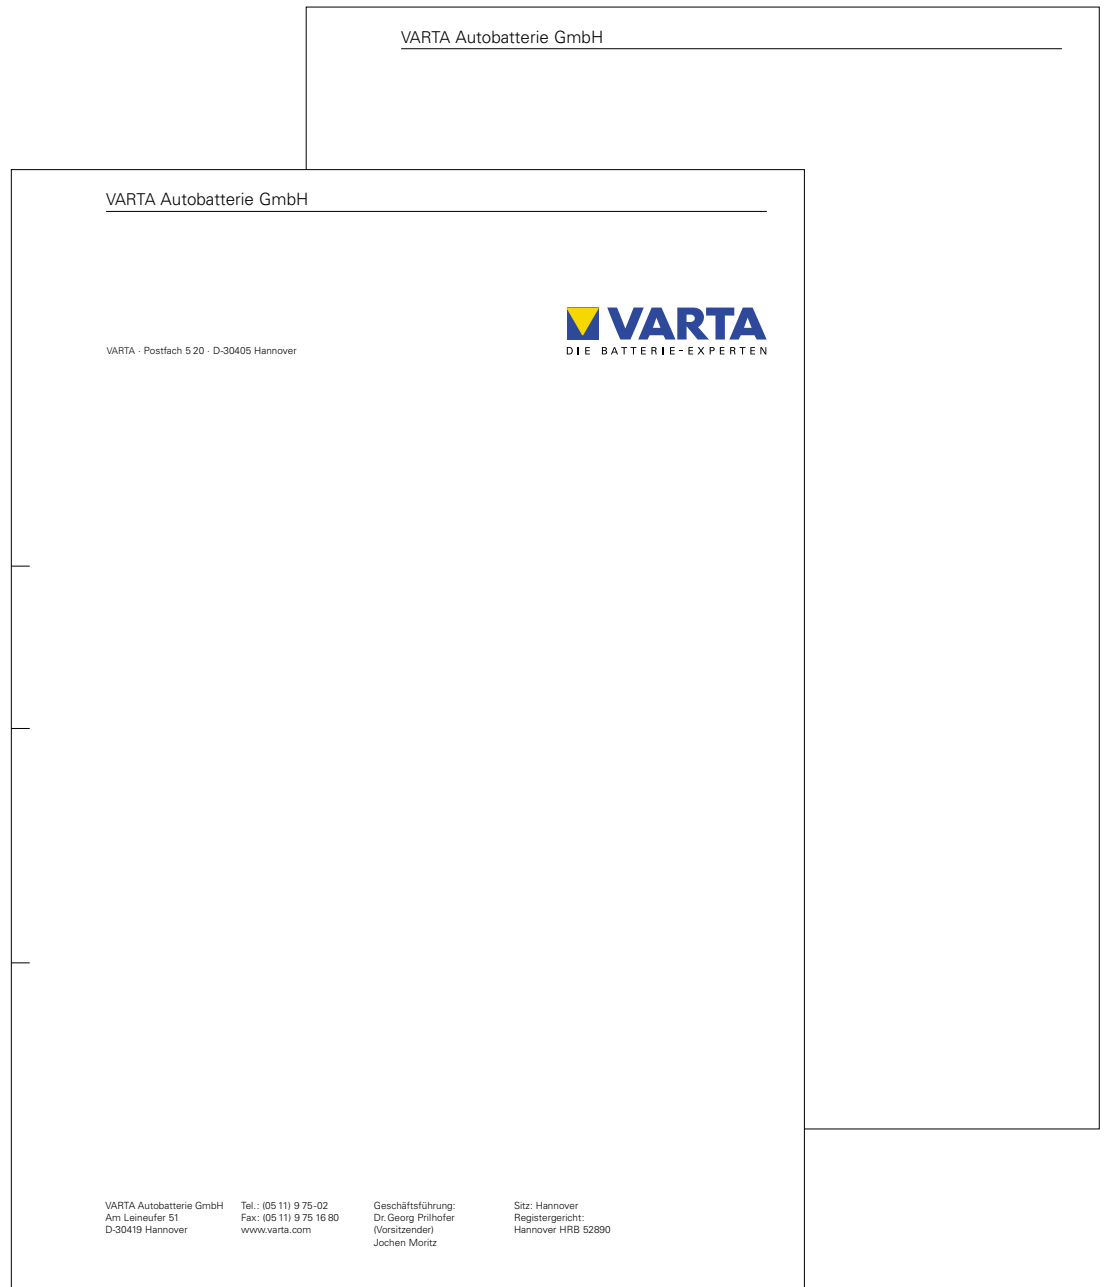 VARTA Autobatterie GmbH
VARTA Autobatterie GmbH
VARTA
DIE BATTERIE-EXPERTEN
VARTA · Postfach 5 20 · D-30405 Hannover
VARTA Autobatterie GmbH
Am Leineufer 51
D-30419 Hannover
Tel.: (05 11) 9 75-02
Fax: (05 11) 9 75 16 80
www.varta.com
Geschäftsführung:
Dr. Georg Prilhofer
(Vorsitzender)
Jochen Moritz
Sitz: Hannover
Registergericht:
Hannover HRB 52890